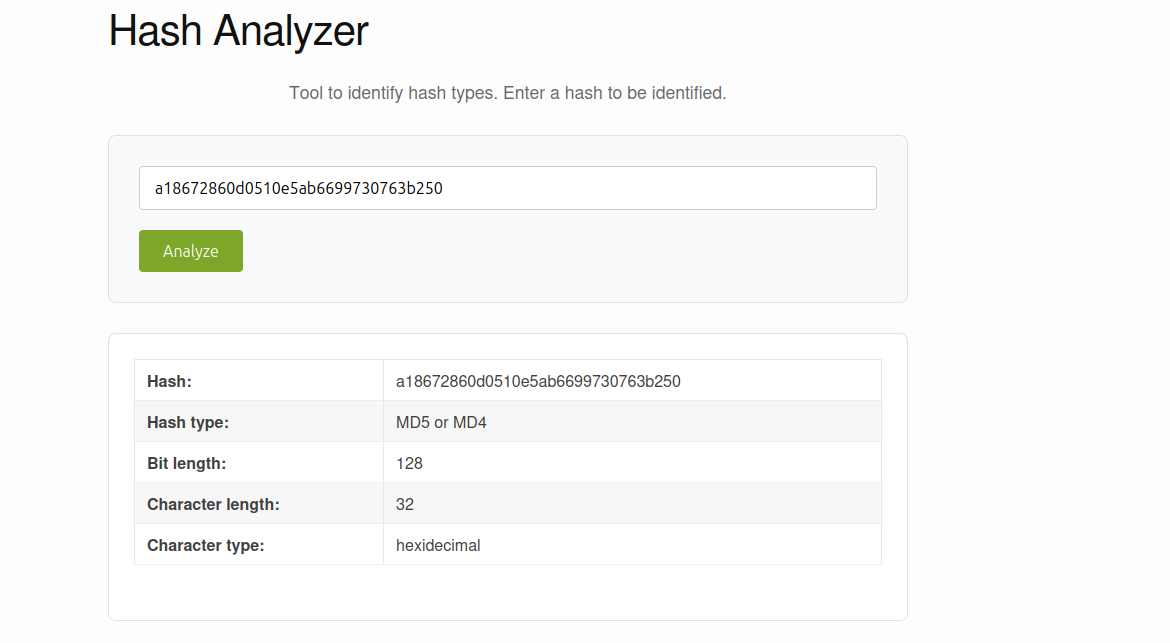 Hash Analyzer
Tool to identify hash types. Enter a hash to be identified.
a18672860d0510e5ab6699730763b250
Analyze
Hash: a18672860d0510e5ab6699730763b250
Hash type: MD5 or MD4
Bit length: 128
Character length: 32
Character type: hexidecimal